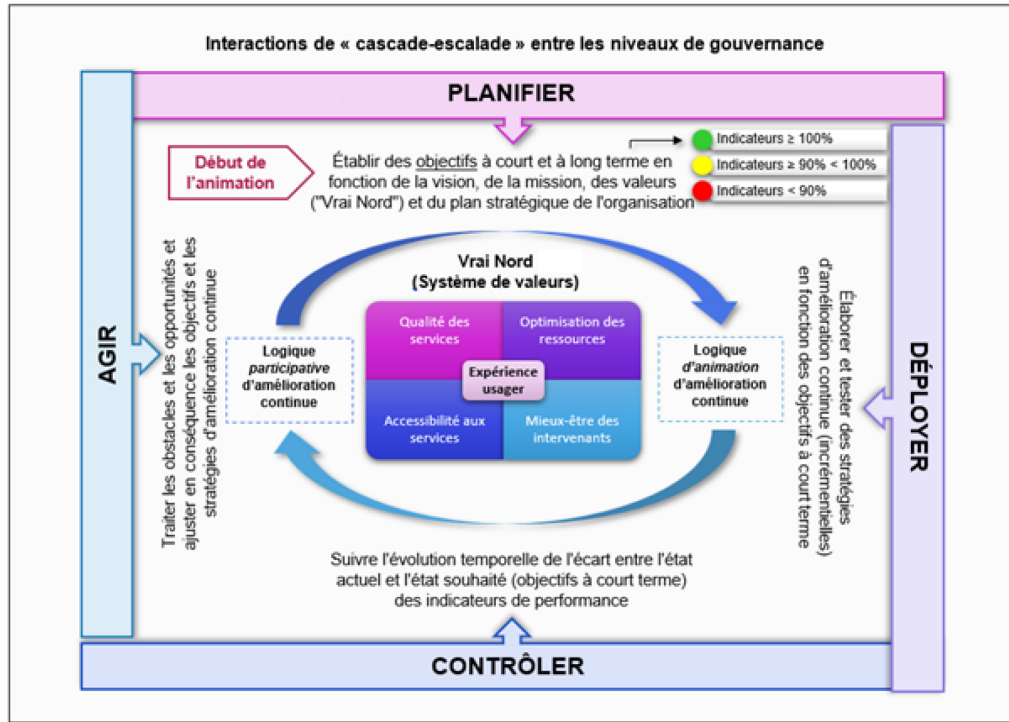 Interactions de « cascade-escalade » entre les niveaux de gouvernance
PLANIFIER
Début de
l'animation
Établir des objectifs à court et à long terme en
fonction de la vision, de la mission, des valeurs
("Vrai Nord") et du plan stratégique de l'organisation
Indicateurs ≥ 100%
Indicateurs ≥ 90% < 100%
Indicateurs < 90%
AGIR
Traiter les obstacles et les opportunités et
ajuster en conséquence les objectifs et les
stratégies d'amélioration continue
Logique
participative
d'amélioration
continue
Vrai Nord
(Système de valeurs)
Qualité des
services
Optimisation des
ressources
Expérience
usager
Accessibilité aux
services
Mieux-être des
intervenants
Logique
d'animation
d'amélioration
continue
Élaborer et tester des stratégies
d'amélioration continue (incrémentielles)
en fonction des objectifs à court terme
DÉPLOYER
Suivre l'évolution temporelle de l'écart entre l'état
actuel et l'état souhaité (objectifs à court terme)
des indicateurs de performance
CONTRÔLER